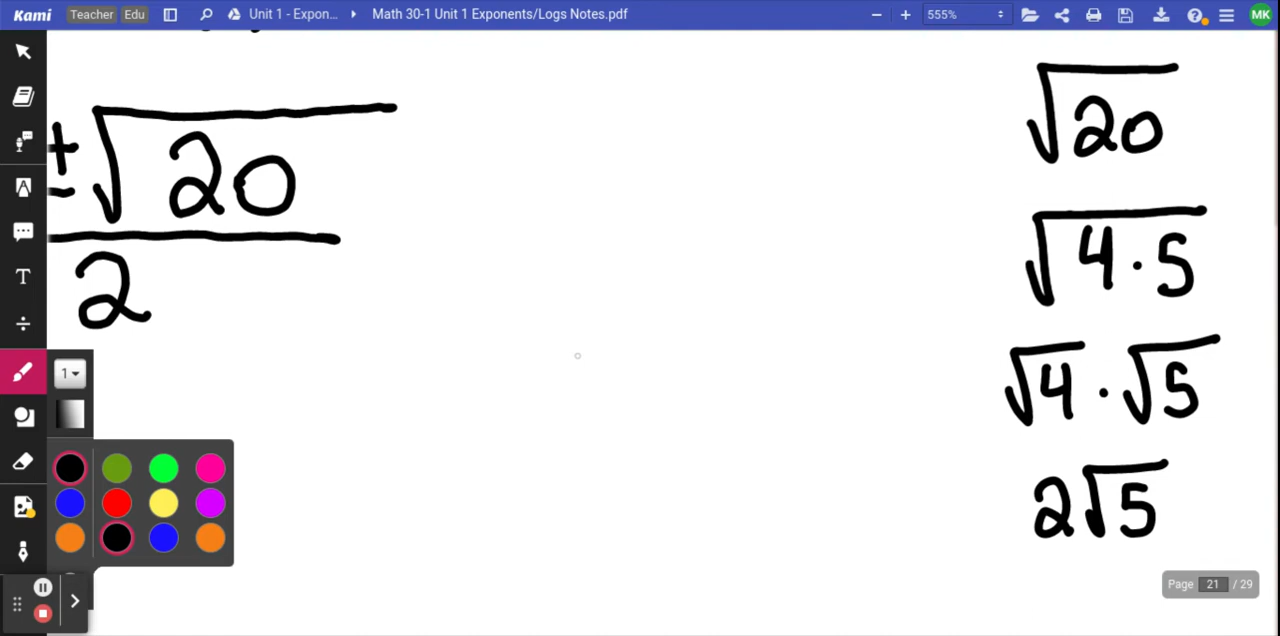 Kami Teacher Edu Unit 1 - Expon... Math 30-1 Unit 1 Exponents/Logs Notes.pdf − + 555% MK
± √20
2
√20
√4·5
√4 · √5
2√5
T
÷
1
Page 21 / 29